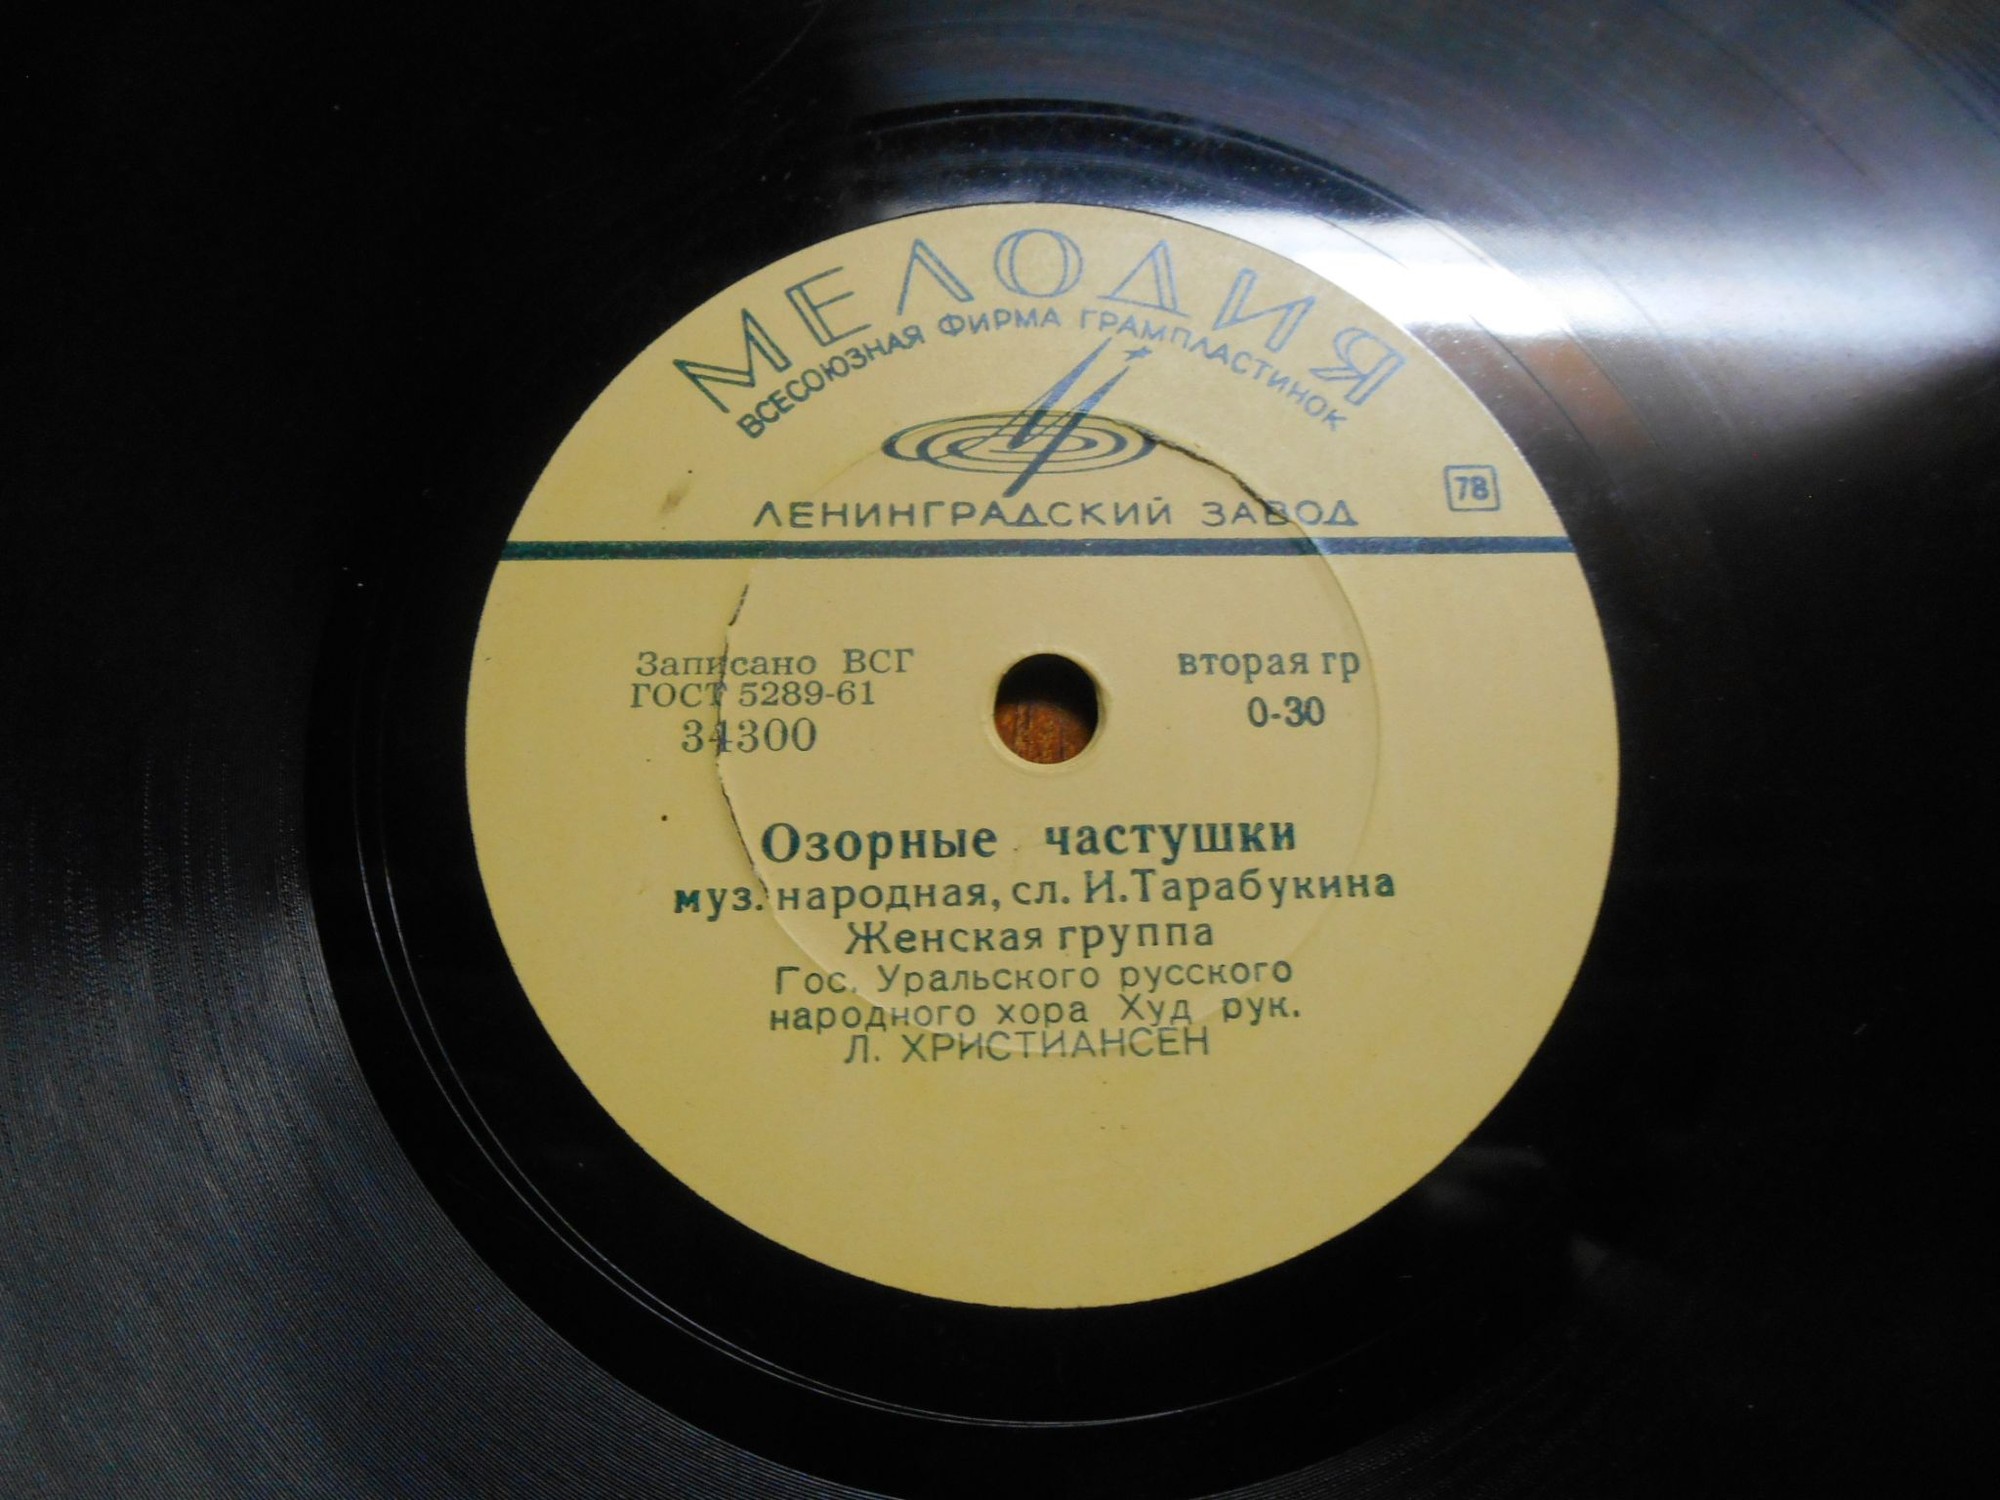 МЕЛОДИЯ
ВСЕСОЮЗНАЯ ФИРМА ГРАМПЛАСТИНОК
ЛЕНИНГРАДСКИЙ ЗАВОД
78
Записано ВСГ
ГОСТ 5289-61
34300
вторая гр
0-30
Озорные частушки
муз. народная, сл. И.Тарабукина
Женская группа
Гос. Уральского русского
народного хора Худ рук.
Л. ХРИСТИАНСЕН